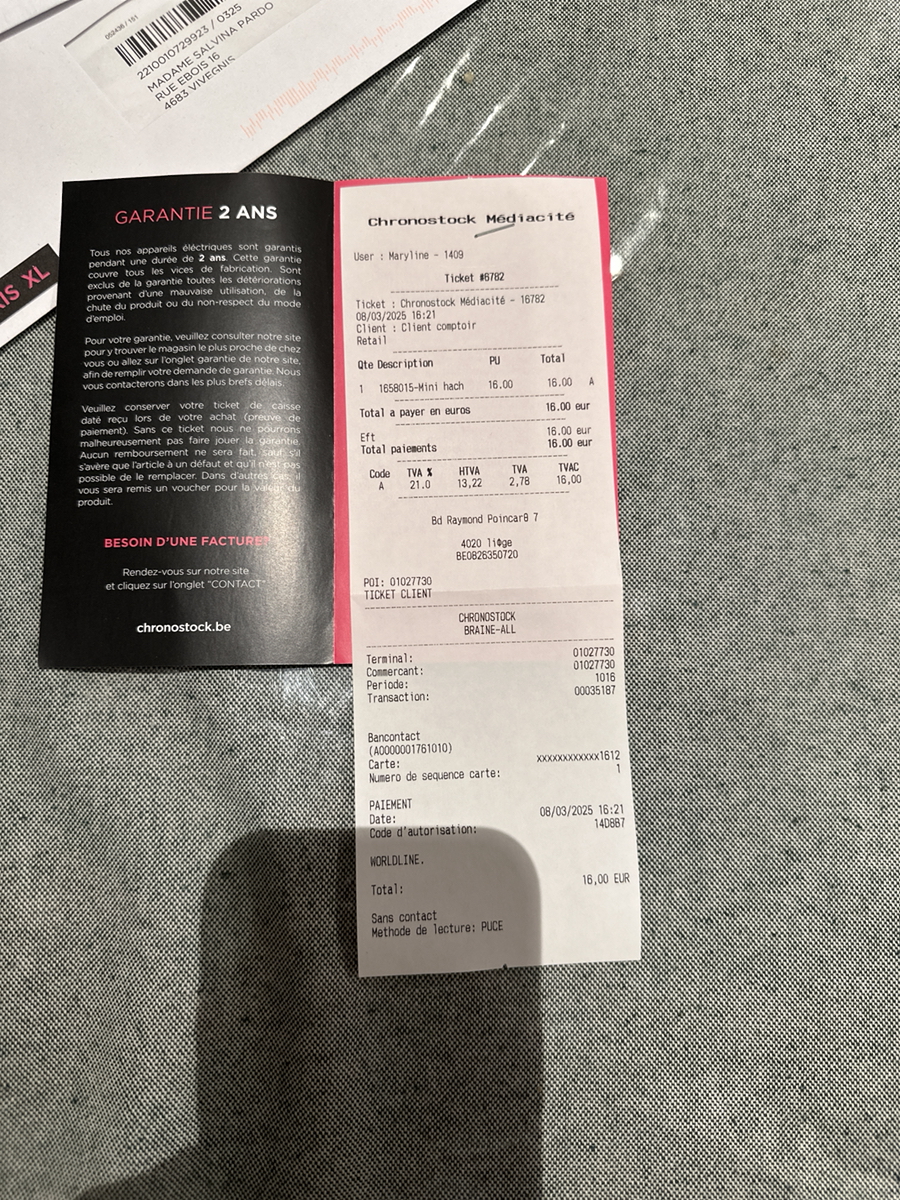 002436 / 151
2210010729923 / 0325
MADAME SALVINA PARDO
RUE EBOIS 16
4683 VIVEGNIS
XL
GARANTIE 2 ANS
Tous nos appareils électriques sont garantis
pendant une durée de 2 ans. Cette garantie
couvre tous les vices de fabrication. Sont
exclus de la garantie toutes les détériorations
provenant d'une mauvaise utilisation, de la
chute du produit ou du non-respect du mode
d'emploi.
Pour votre garantie, veuillez consulter notre site
pour y trouver le magasin le plus proche de chez
vous ou allez sur l'onglet garantie de notre site,
afin de remplir votre demande de garantie. Nous
vous contacterons dans les plus brefs délais.
Veuillez conserver votre ticket de caisse
daté reçu lors de votre achat (preuve de
paiement). Sans ce ticket nous ne pourrons
malheureusement pas faire jouer la garantie.
Aucun remboursement ne sera fait, sauf s'il
s'avère que l'article à un défaut et qu'il n'est pas
possible de le remplacer. Dans d'autres cas, il
vous sera remis un voucher pour la valeur du
produit.
BESOIN D'UNE FACTURE?
Rendez-vous sur notre site
et cliquez sur l'onglet "CONTACT"
chronostock.be
Chronostock Médiacité
User : Maryline - 1409
Ticket #6782
Ticket : Chronostock Médiacité - 16782
08/03/2025 16:21
Client : Client comptoir
Retail
Qte Description PU Total
1 1658015-Mini hach 16.00 16.00 A
Total a payer en euros 16.00 eur
Eft 16.00 eur
Total paiements 16.00 eur
Code TVA % HTVA TVA TVAC
A 21.0 13,22 2,78 16,00
Bd Raymond 7
4020
BE0826350720
POI: 01027730
TICKET CLIENT
CHRONOSTOCK
BRAINE-ALL
Terminal: 01027730
Commercant: 01027730
Periode: 1016
Transaction: 00035187
Bancontact
(A0000001761010)
Carte: xxxxxxxxxxxx1612
Numero de sequence carte: 1
PAIEMENT
Date: 08/03/2025 16:21
Code d'autorisation: 14D8B7
WORLDLINE.
Total: 16,00 EUR
Sans contact
Methode de lecture: PUCE